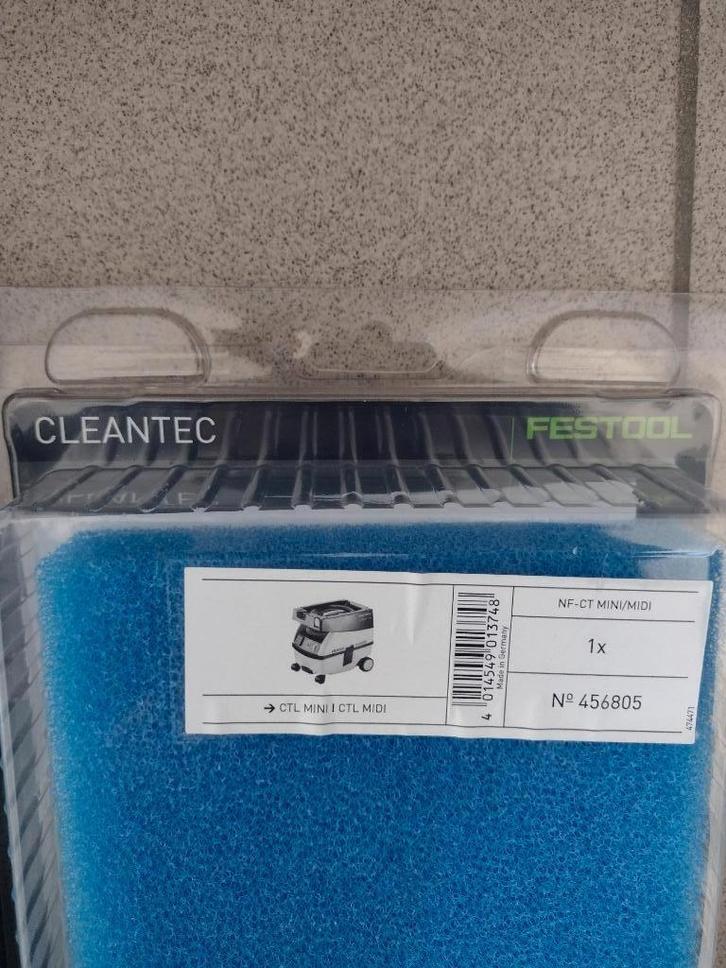 CLEANTEC
FESTOOL
NF-CT MINI/MIDI
1x
Nº 456805
→ CTL MINI | CTL MIDI
4 014549 013748
Made in Germany
474471